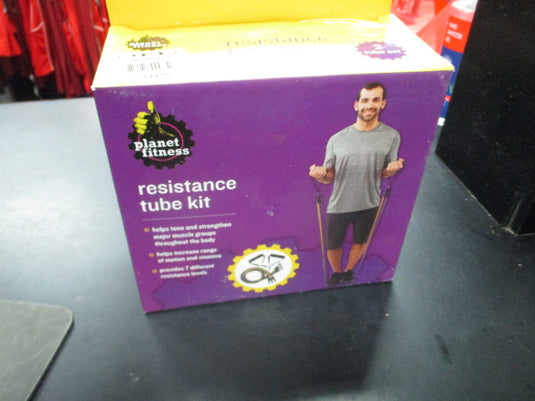 resistance
planet
fitness
resistance
tube kit
helps tone and strengthen
major muscle groups
throughout the body
helps increase range
of motion and stamina
provides 7 different
resistance levels